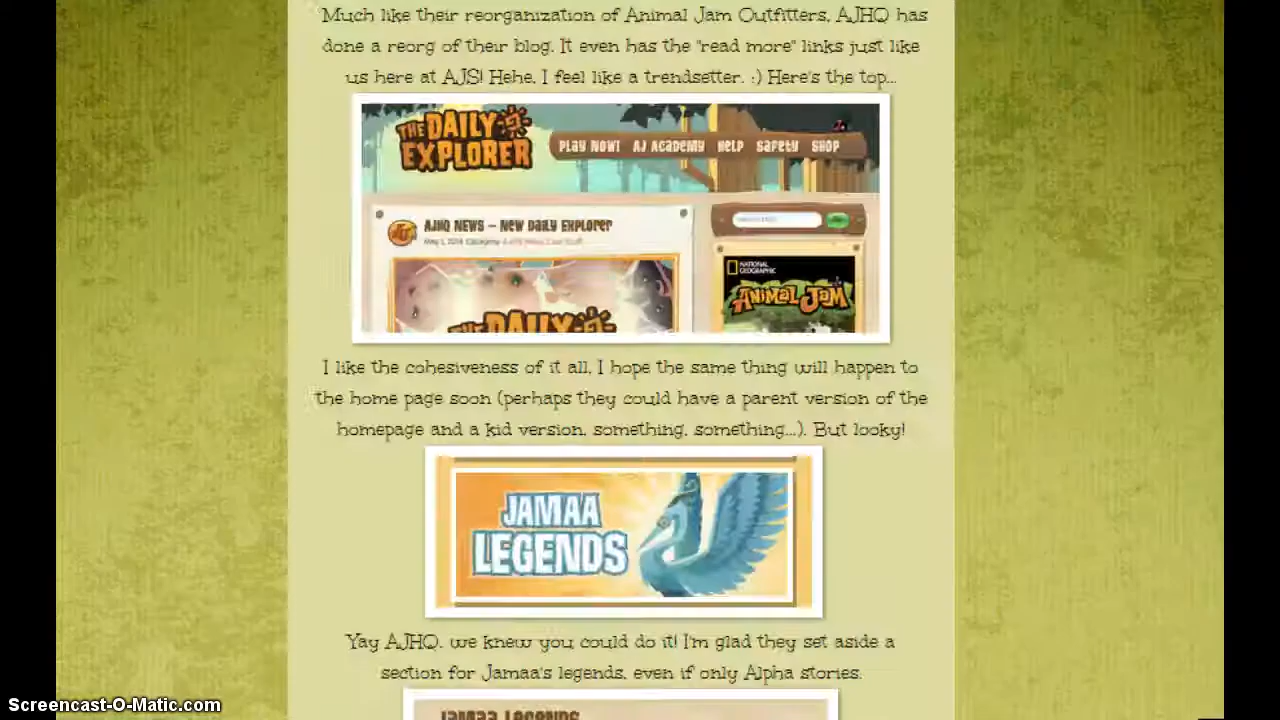 Much like their reorganization of Animal Jam Outfitters, AJHQ has
done a reorg of their blog. It even has the "read more" links just like
us here at AJS! Hehe, I feel like a trendsetter. :) Here's the top...
THE DAILY
EXPLORER
PLAY NOW! AJ ACADEMY HELP SAFETY SHOP
AJHQ NEWS – NEW DAILY EXPLORER
NATIONAL
GEOGRAPHIC
ANIMAL JAM
THE DAILY
I like the cohesiveness of it all, I hope the same thing will happen to
the home page soon (perhaps they could have a parent version of the
homepage and a kid version, something, something...). But looky!
JAMAA
LEGENDS
Yay AJHQ, we knew you could do it! I'm glad they set aside a
section for Jamaa's legends, even if only Alpha stories.
JAMAA LEGENDS
Screencast-O-Matic.com